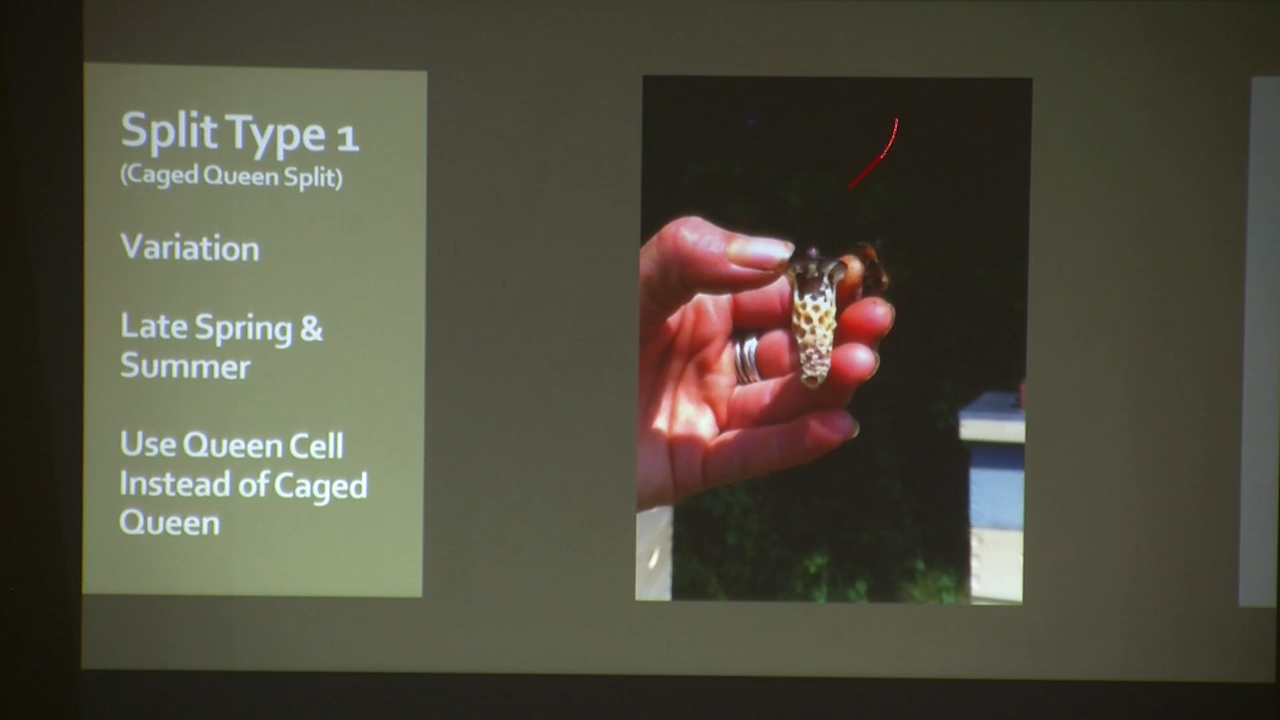 Split Type 1
(Caged Queen Split)
Variation
Late Spring &
Summer
Use Queen Cell
Instead of Caged
Queen